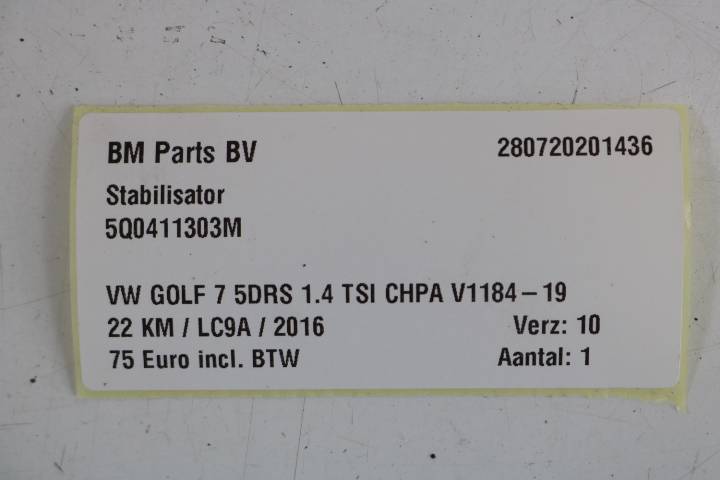 BM Parts BV 280720201436
Stabilisator
5Q0411303M
VW GOLF 7 5DRS 1.4 TSI CHPA V1184-19
22 KM / LC9A / 2016 Verz: 10
75 Euro incl. BTW Aantal: 1